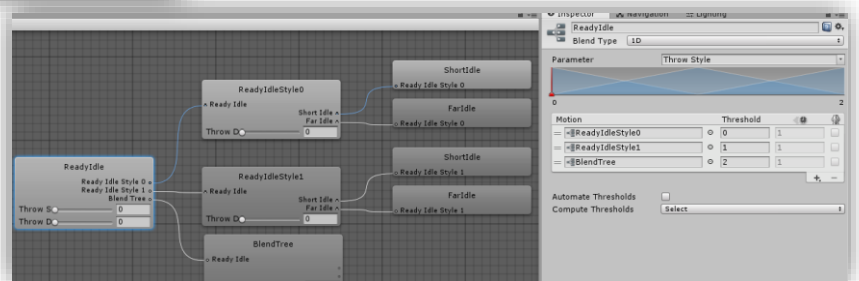 Inspector Navigation Lighting
ReadyIdle
Blend Type 1D
Parameter Throw Style
0 2
Motion Threshold
ReadyIdleStyle0 0 1
ReadyIdleStyle1 1 1
BlendTree 2 1
Automate Thresholds
Compute Thresholds Select
ReadyIdle
Ready Idle Style 0
Ready Idle Style 1
Blend Tree
Throw S 0
Throw D 0
ReadyIdleStyle0
Ready Idle
Short Idle
Far Idle
Throw D 0
ReadyIdleStyle1
Ready Idle
Short Idle
Far Idle
Throw D 0
BlendTree
Ready Idle
ShortIdle
Ready Idle Style 0
FarIdle
Ready Idle Style 0
ShortIdle
Ready Idle Style 1
FarIdle
Ready Idle Style 1